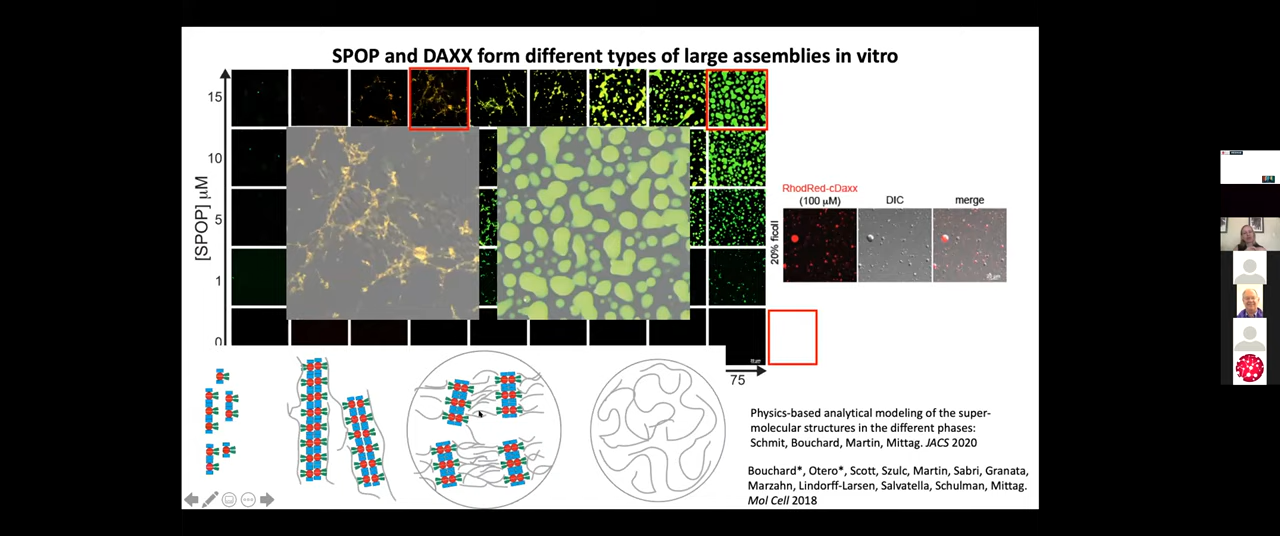 SPOP and DAXX form different types of large assemblies in vitro
15
10
5
1
0
[SPOP] μM
75
RhodRed-cDaxx
(100 μM)
DIC
merge
20% ficoll
Physics-based analytical modeling of the super-
molecular structures in the different phases:
Schmit, Bouchard, Martin, Mittag. JACS 2020
Bouchard*, Otero*, Scott, Szulc, Martin, Sabri, Granata,
Marzahn, Lindorff-Larsen, Salvatella, Schulman, Mittag.
Mol Cell 2018